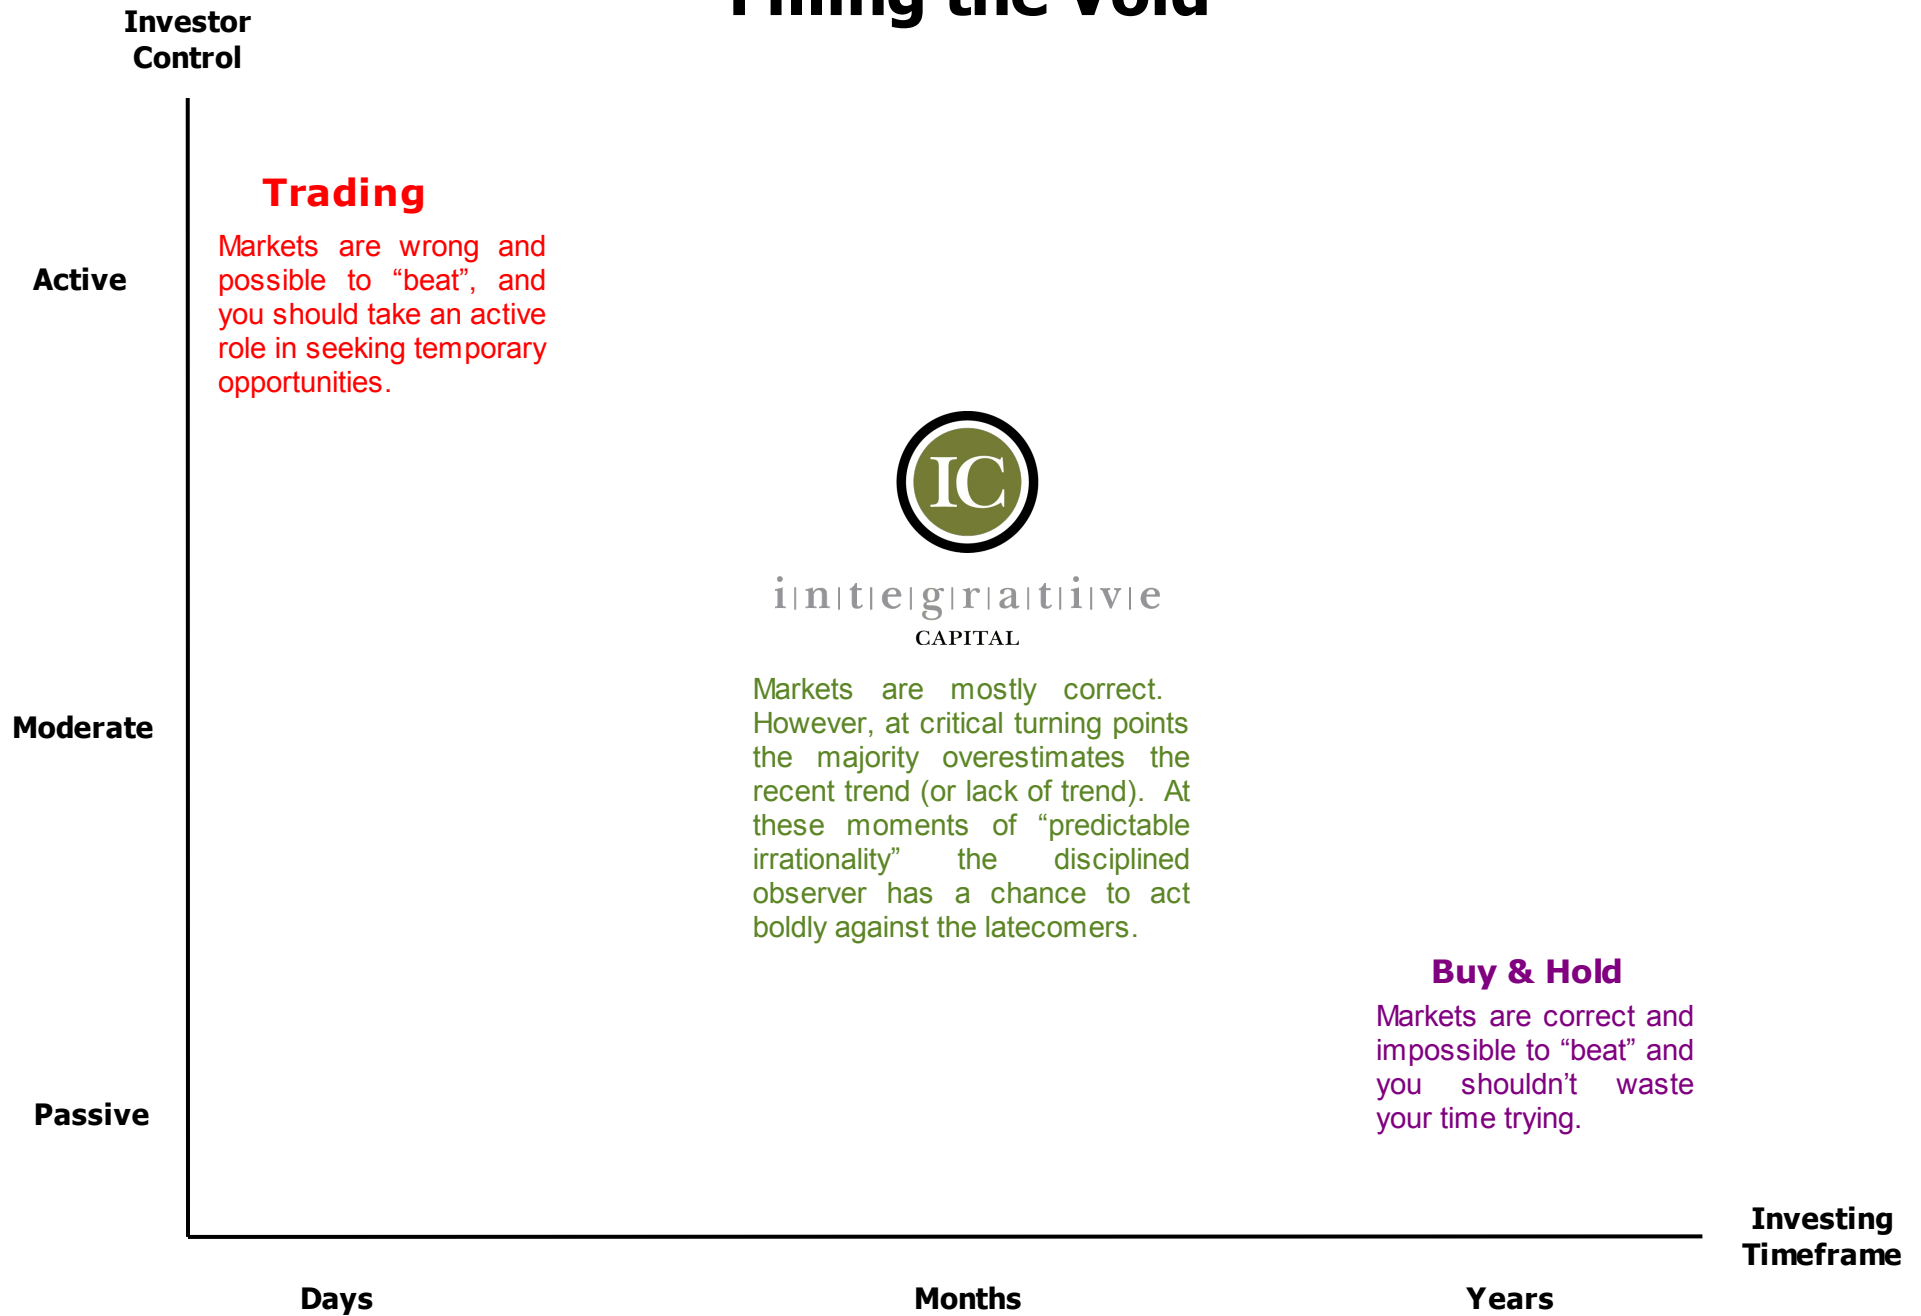 Filling the Void
Investor
Control
Trading
Markets are wrong and
possible to “beat”, and
you should take an active
role in seeking temporary
opportunities.
Active
IC
i|n|t|e|g|r|a|t|i|v|e
CAPITAL
Markets are mostly correct.
However, at critical turning points
the majority overestimates the
recent trend (or lack of trend). At
these moments of “predictable
irrationality” the disciplined
observer has a chance to act
boldly against the latecomers.
Moderate
Buy & Hold
Markets are correct and
impossible to “beat” and
you shouldn’t waste
your time trying.
Passive
Investing
Timeframe
Days
Months
Years